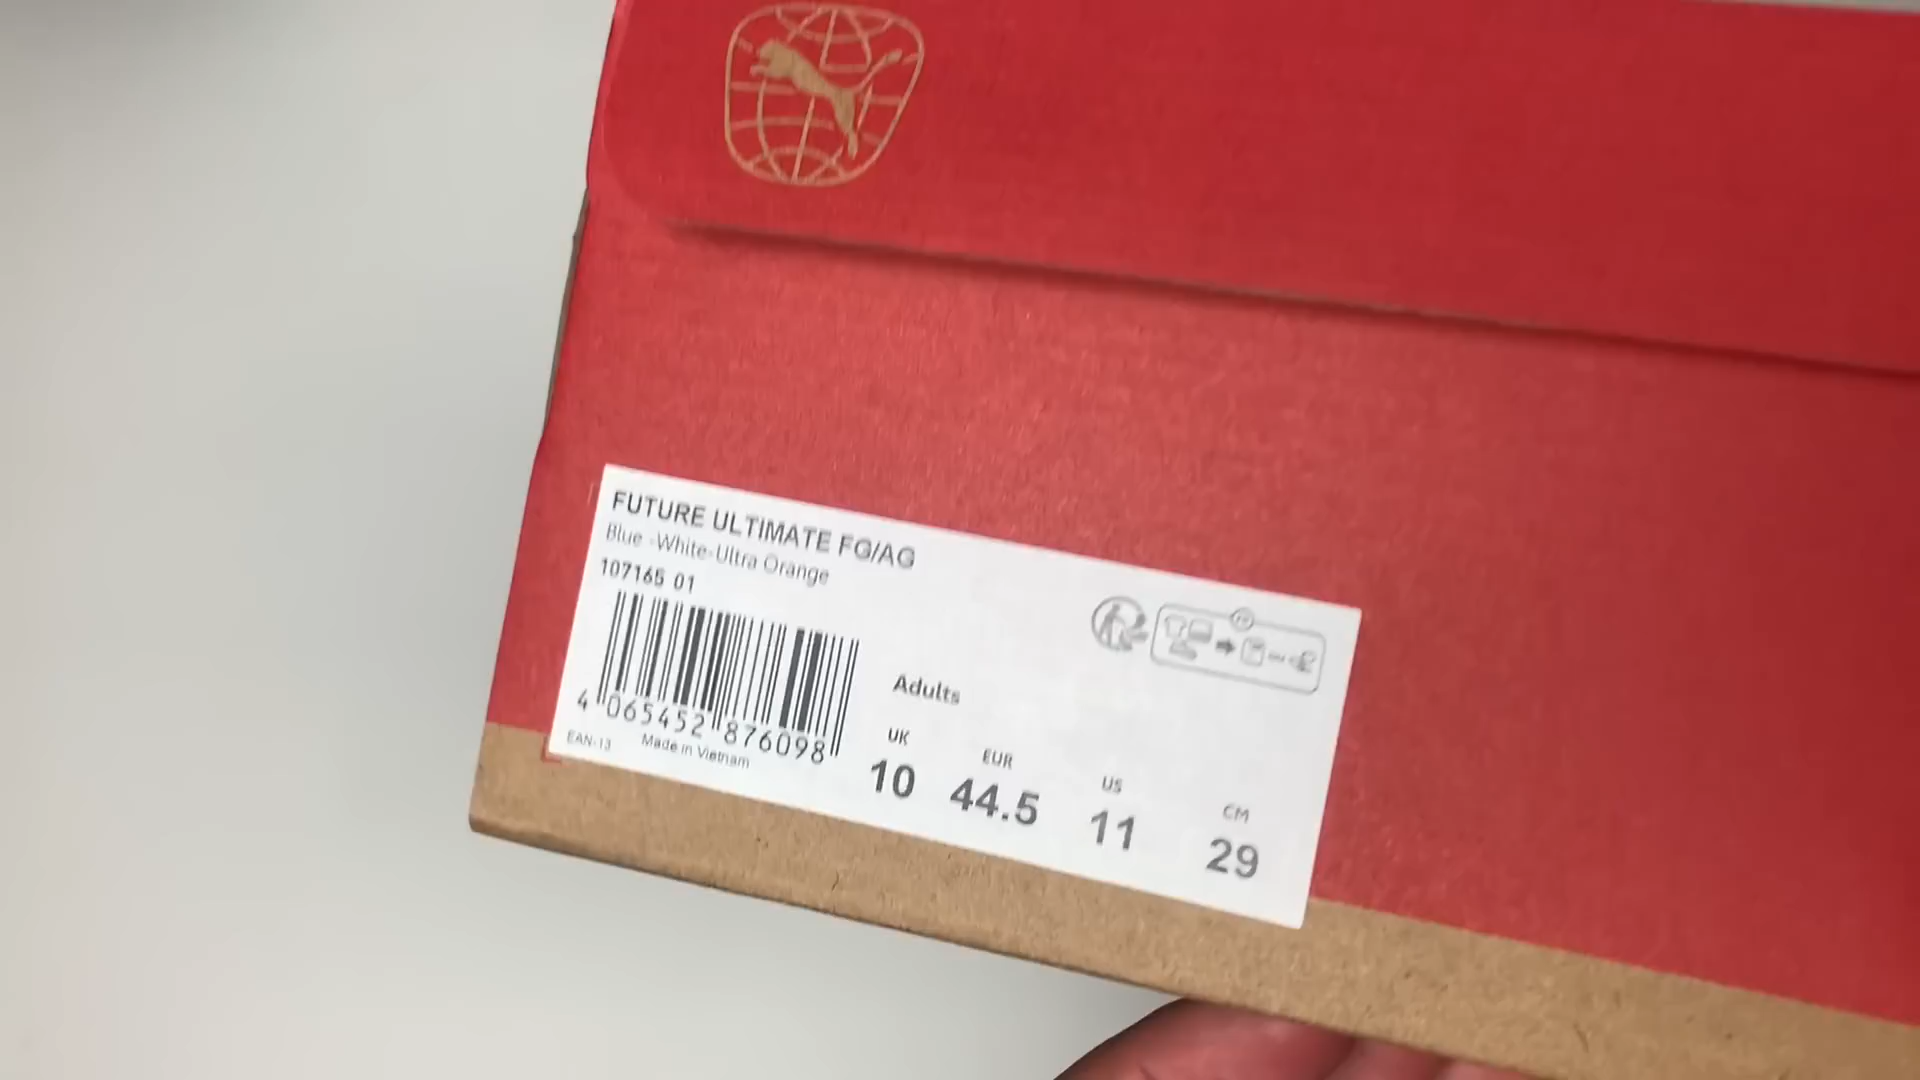 FUTURE ULTIMATE FG/AG
Blue -White-Ultra Orange
107165 01
4 065452 876098
EAN-13 Made in Vietnam
Adults
UK EUR US CM
10 44.5 11 29